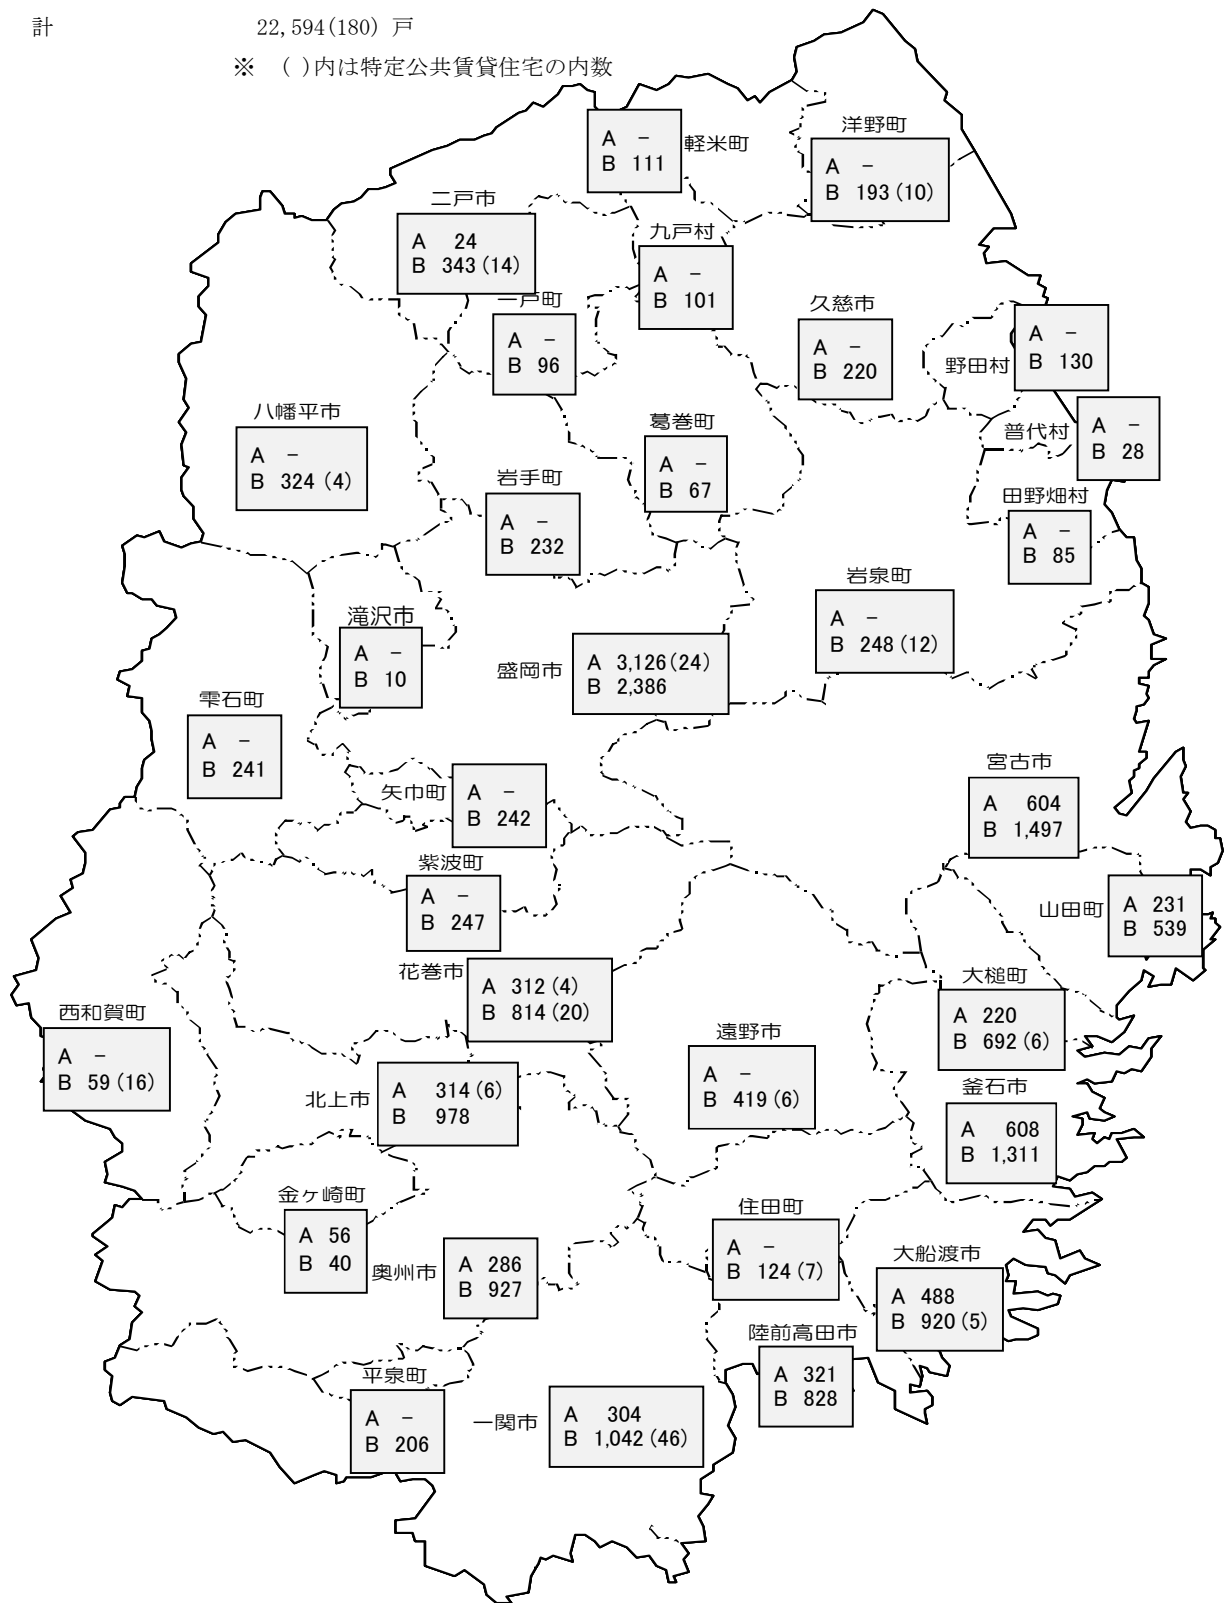 計 22,594(180) 戸
※ ( )内は特定公共賃貸住宅の内数
軽米町
A －
B 111
洋野町
A －
B 193(10)
二戸市
A 24
B 343(14)
九戸村
A －
B 101
一戸町
A －
B 96
久慈市
A －
B 220
野田村
A －
B 130
八幡平市
A －
B 324(4)
葛巻町
A －
B 67
普代村
A －
B 28
岩手町
A －
B 232
田野畑村
A －
B 85
岩泉町
A －
B 248(12)
滝沢市
A －
B 10
盛岡市
A 3,126(24)
B 2,386
雫石町
A －
B 241
矢巾町
A －
B 242
宮古市
A 604
B 1,497
紫波町
A －
B 247
山田町
A 231
B 539
花巻市
A 312(4)
B 814(20)
大槌町
A 220
B 692(6)
西和賀町
A －
B 59(16)
遠野市
A －
B 419(6)
北上市
A 314(6)
B 978
釜石市
A 608
B 1,311
金ヶ崎町
A 56
B 40
住田町
A －
B 124(7)
奥州市
A 286
B 927
大船渡市
A 488
B 920(5)
陸前高田市
A 321
B 828
平泉町
A －
B 206
一関市
A 304
B 1,042(46)